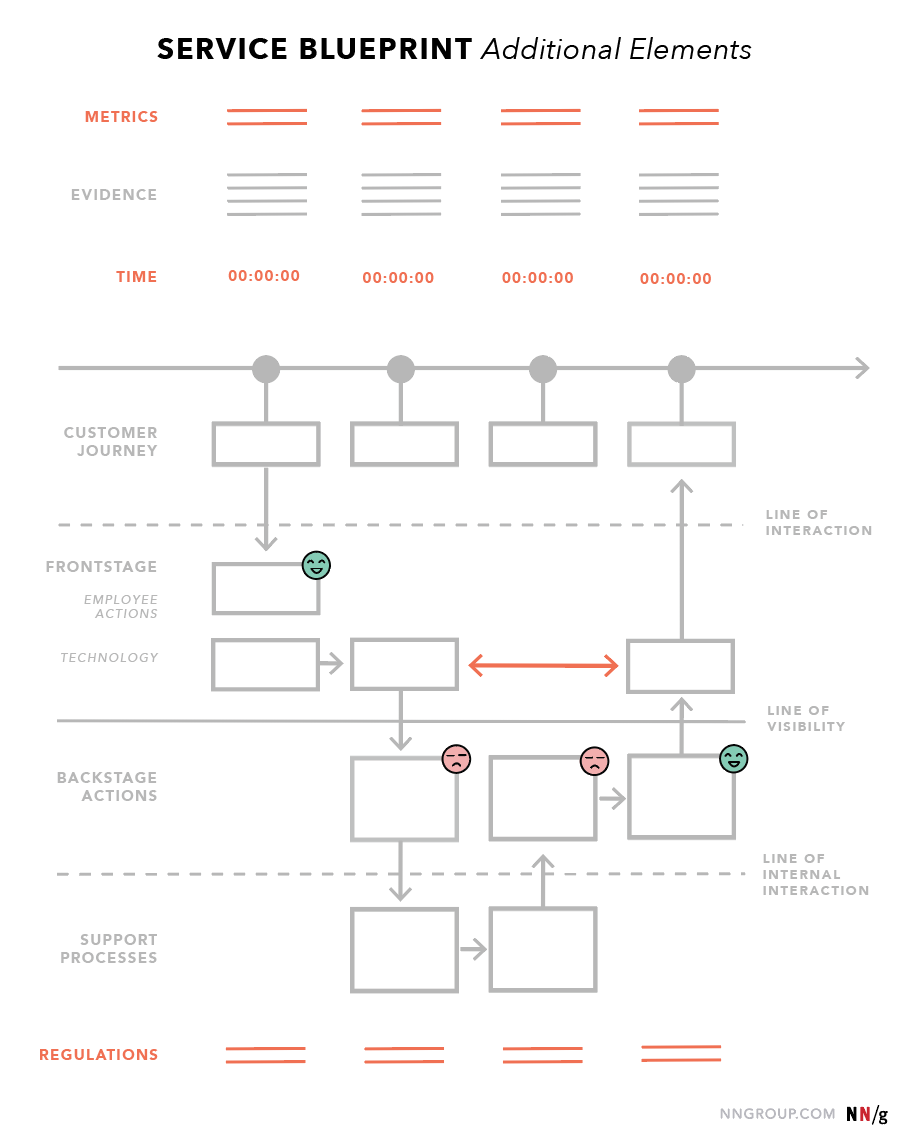 SERVICE BLUEPRINT Additional Elements
METRICS
EVIDENCE
TIME
00:00:00 00:00:00 00:00:00 00:00:00
CUSTOMER
JOURNEY
LINE OF
INTERACTION
FRONTSTAGE
EMPLOYEE
ACTIONS
TECHNOLOGY
LINE OF
VISIBILITY
BACKSTAGE
ACTIONS
LINE OF
INTERNAL
INTERACTION
SUPPORT
PROCESSES
REGULATIONS
NNGROUP.COM NN/g